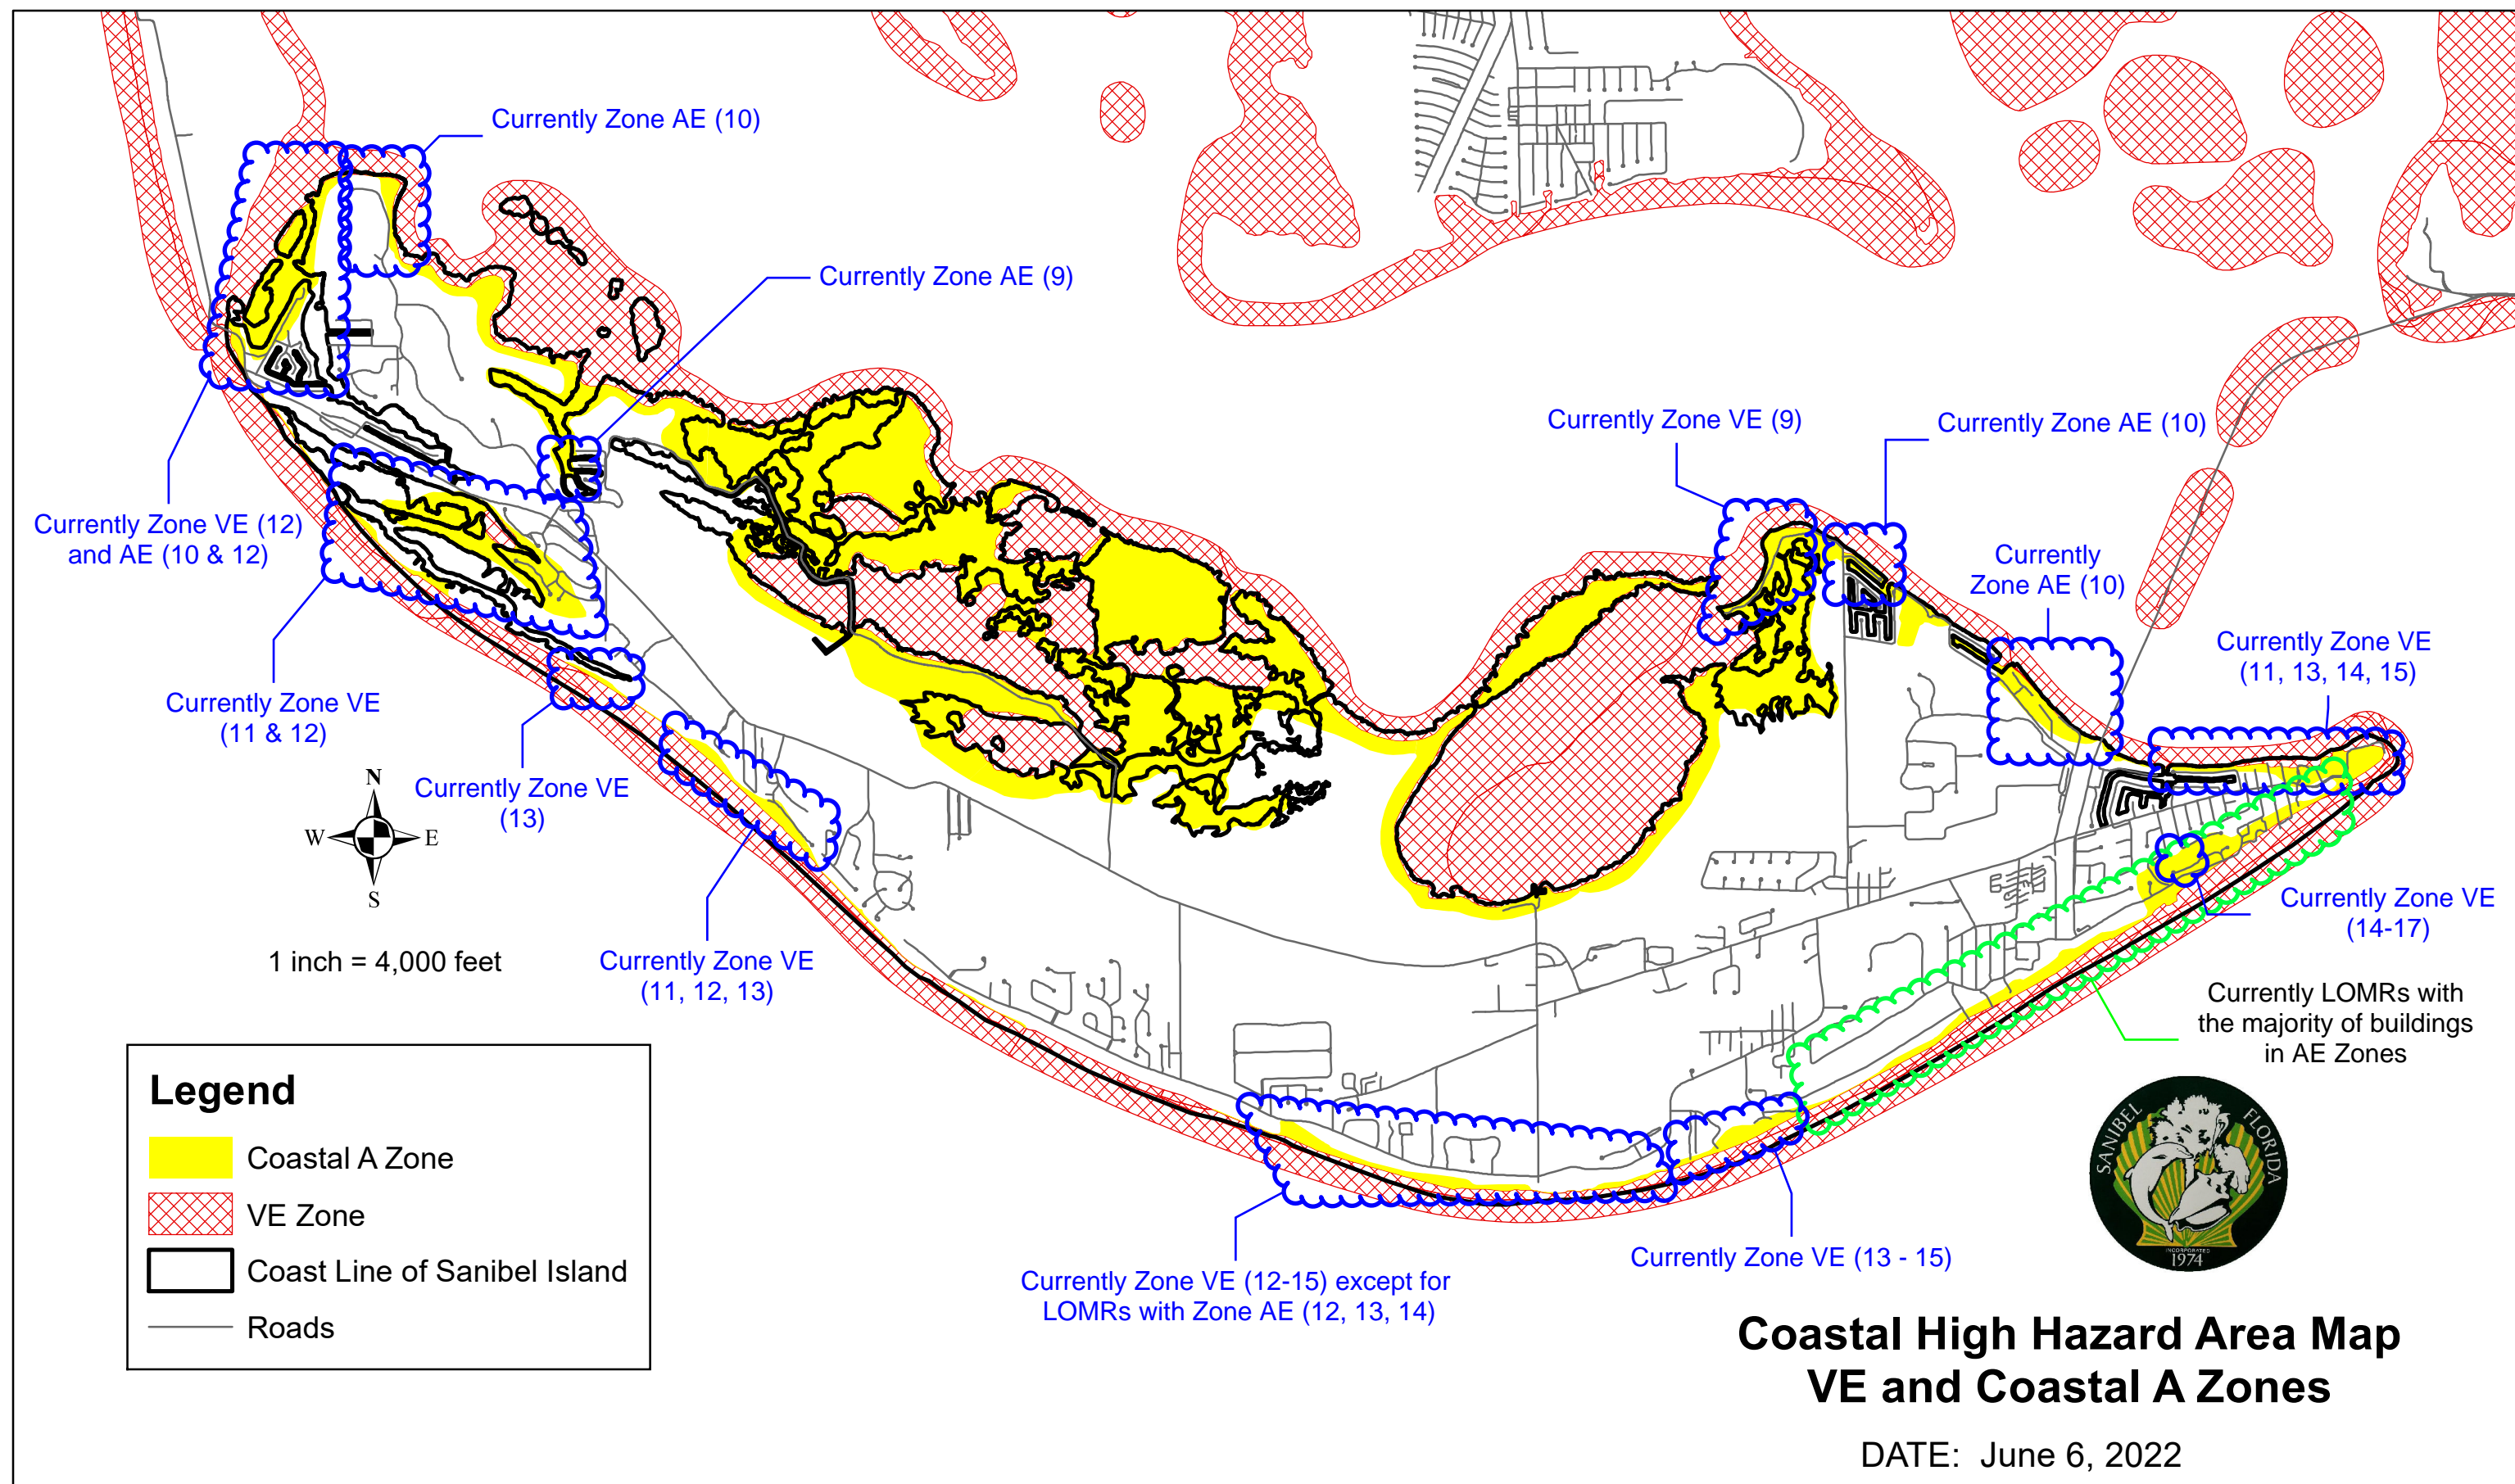 Currently Zone AE (10)
Currently Zone AE (9)
Currently Zone VE (9)
Currently Zone AE (10)
Currently Zone VE (12)
and AE (10 & 12)
Currently
Zone AE (10)
Currently Zone VE
(11, 13, 14, 15)
Currently Zone VE
(11 & 12)
Currently Zone VE
(13)
N
W
E
S
Currently Zone VE
(14-17)
1 inch = 4,000 feet
Currently Zone VE
(11, 12, 13)
Currently LOMRs with
the majority of buildings
in AE Zones
Legend
Coastal A Zone
VE Zone
Coast Line of Sanibel Island
Roads
SANIBEL
FLORIDA
INCORPORATED
1974
Currently Zone VE (13 - 15)
Currently Zone VE (12-15) except for
LOMRs with Zone AE (12, 13, 14)
Coastal High Hazard Area Map
VE and Coastal A Zones
DATE: June 6, 2022